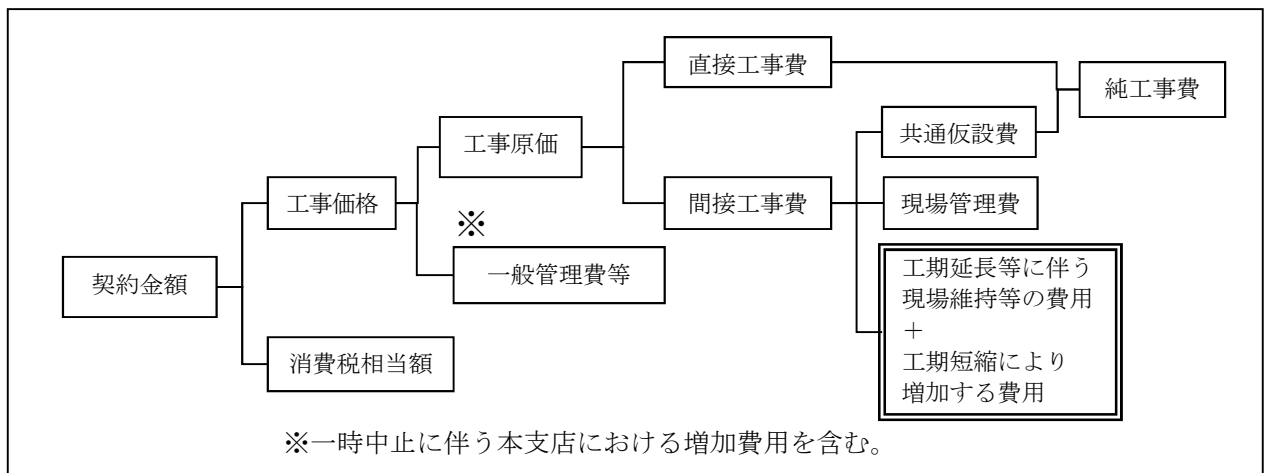 直接工事費
純工事費
工事原価
共通仮設費
工事価格
間接工事費
現場管理費
※
一般管理費等
契約金額
工期延長等に伴う
現場維持等の費用
＋
工期短縮により
増加する費用
消費税相当額
※一時中止に伴う本支店における増加費用を含む。